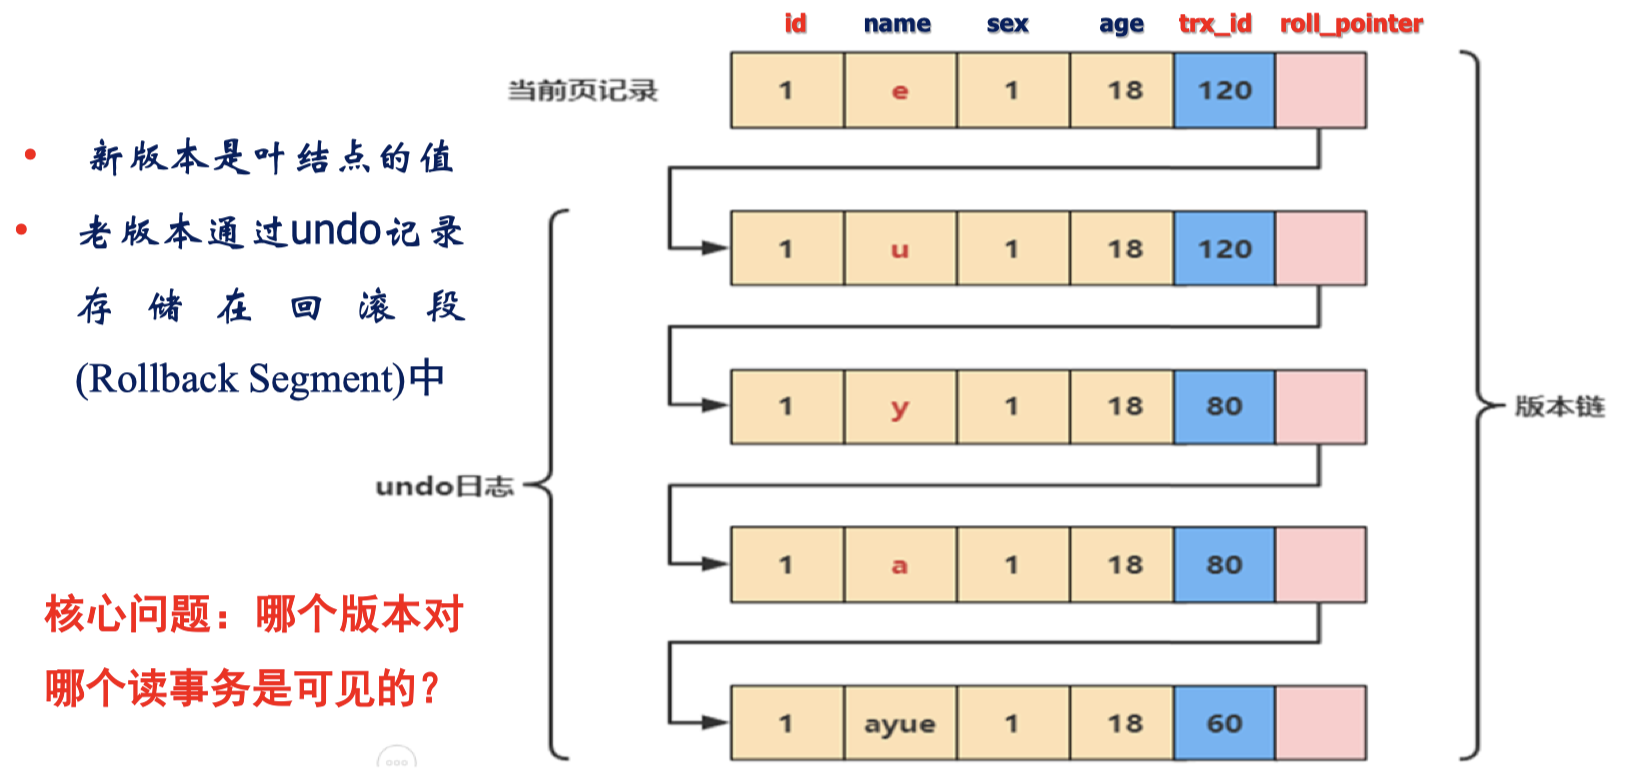 id name sex age trx_id roll_pointer
当前页记录 1 e 1 18 120
• 新版本是叶结点的值
• 老版本通过undo记录
存储在回滚段
(Rollback Segment)中
1 u 1 18 120
1 y 1 18 80
版本链
undo日志
1 a 1 18 80
核心问题：哪个版本对
哪个读事务是可见的？
1 ayue 1 18 60